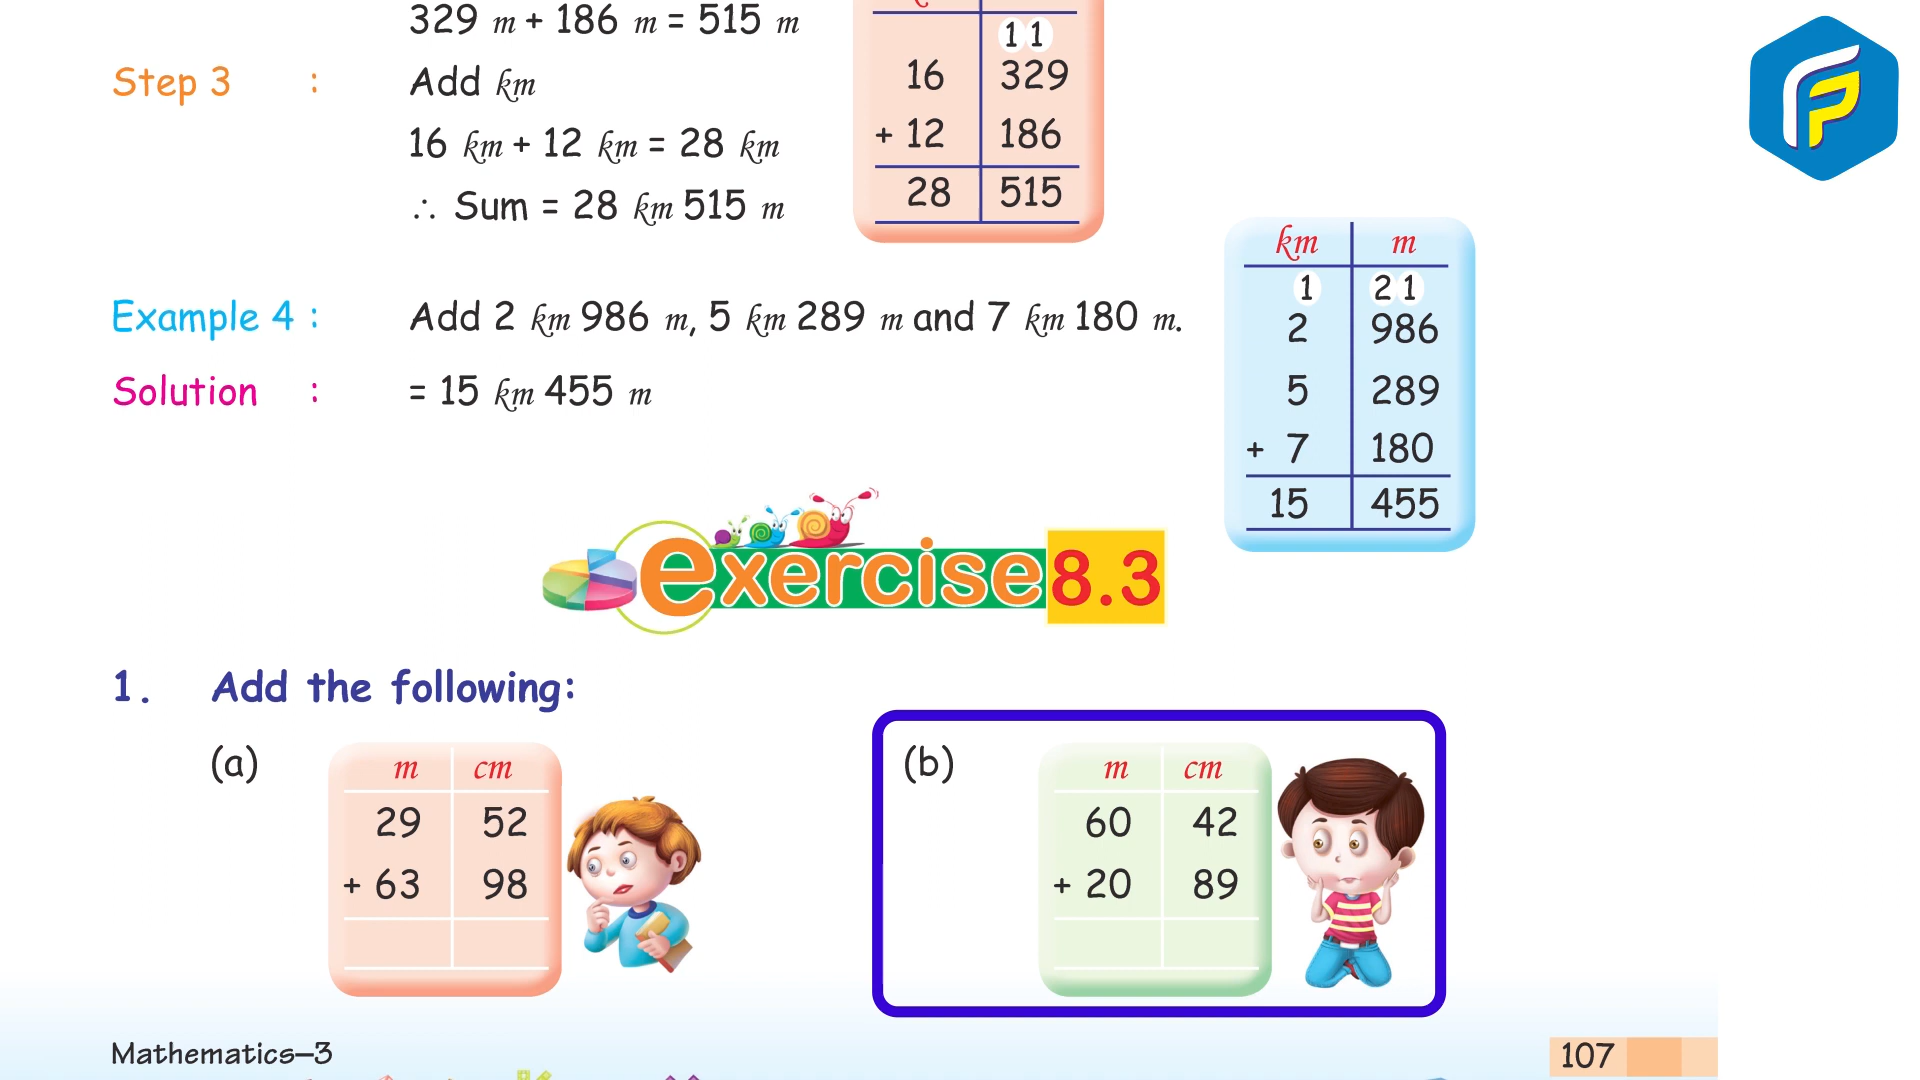 329 m + 186 m = 515 m
Step 3 : Add km
16 km + 12 km = 28 km
∴ Sum = 28 km 515 m
1 1
16 329
+ 12 186
28 515
Example 4 : Add 2 km 986 m, 5 km 289 m and 7 km 180 m.
Solution : = 15 km 455 m
km m
1 2 1
2 986
5 289
+ 7 180
15 455
exercise 8.3
1. Add the following:
(a)
m cm
29 52
+ 63 98
(b)
m cm
60 42
+ 20 89
Mathematics–3
107